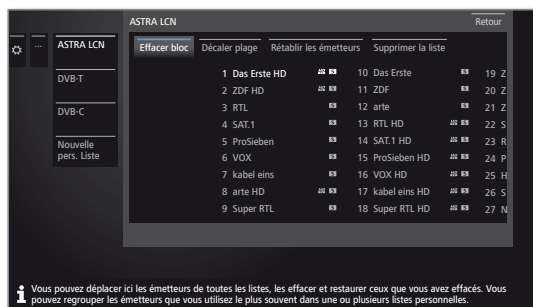 ASTRA LCN Retour
... ASTRA LCN
DVB-T
DVB-C
Nouvelle
pers. Liste
Effacer bloc Décaler plage Rétablir les émetteurs Supprimer la liste
1 Das Erste HD 10 Das Erste 19 Z
2 ZDF HD 11 ZDF 20 Z
3 RTL 12 arte 21 Z
4 SAT.1 13 RTL HD 22 S
5 ProSieben 14 SAT.1 HD 23 R
6 VOX 15 ProSieben HD 24 P
7 kabel eins 16 VOX HD 25 H
8 arte HD 17 kabel eins HD 26 S
9 Super RTL 18 Super RTL HD 27 N
Vous pouvez déplacer ici les émetteurs de toutes les listes, les effacer et restaurer ceux que vous avez effacés. Vous
pouvez regrouper les émetteurs que vous utilisez le plus souvent dans une ou plusieurs listes personnelles.